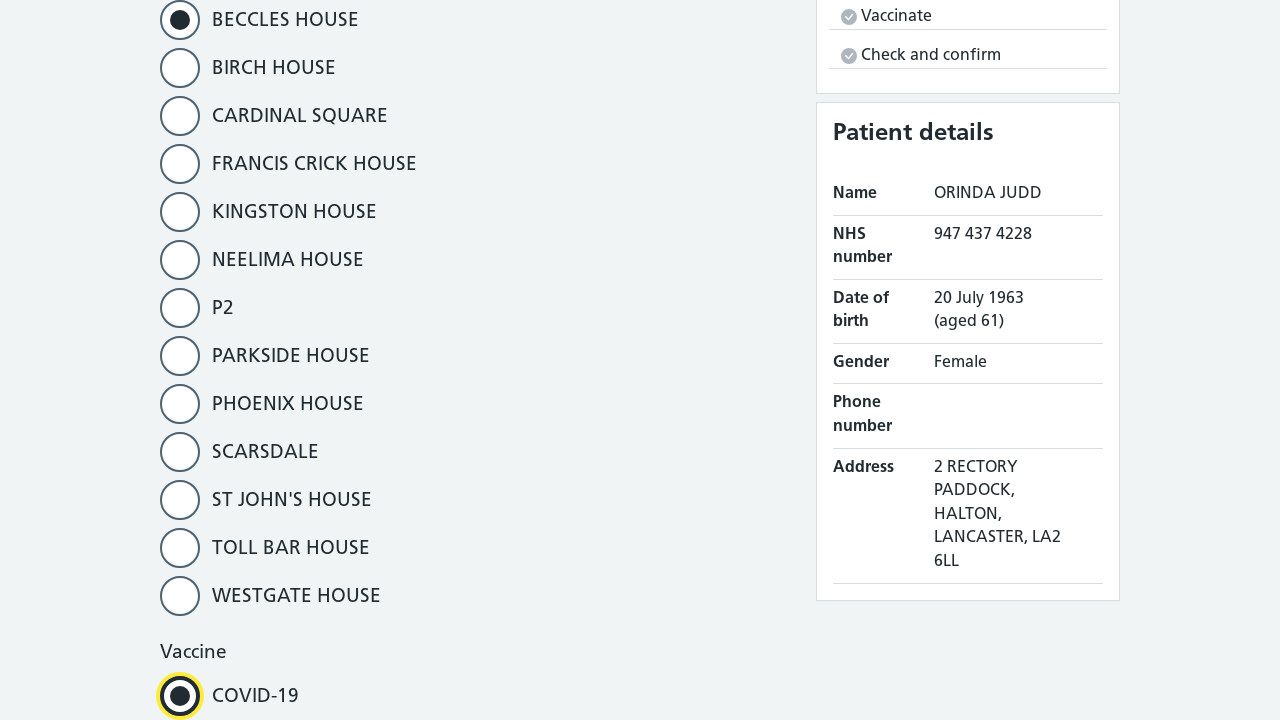 BECCLES HOUSE
BIRCH HOUSE
CARDINAL SQUARE
FRANCIS CRICK HOUSE
KINGSTON HOUSE
NEELIMA HOUSE
P2
PARKSIDE HOUSE
PHOENIX HOUSE
SCARSDALE
ST JOHN'S HOUSE
TOLL BAR HOUSE
WESTGATE HOUSE
Vaccine
COVID-19
Vaccinate
Check and confirm
Patient details
Name ORINDA JUDD
NHS 947 437 4228
number
Date of 20 July 1963
birth (aged 61)
Gender Female
Phone
number
Address 2 RECTORY
PADDOCK,
HALTON,
LANCASTER, LA2
6LL